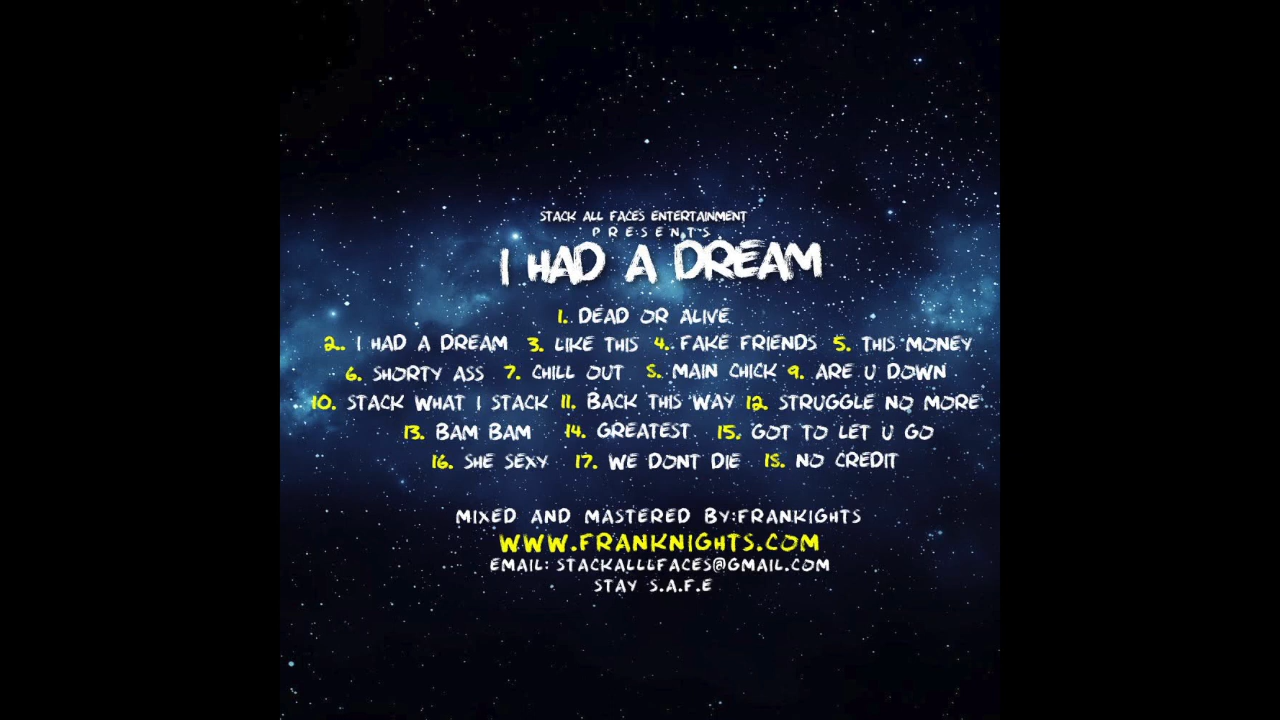 STACK ALL FACES ENTERTAINMENT
PRESENTS
I HAD A DREAM
1. DEAD OR ALIVE
2. I HAD A DREAM 3. LIKE THIS 4. FAKE FRIENDS 5. THIS MONEY
6. SHORTY ASS 7. CHILL OUT 8. MAIN CHICK 9. ARE U DOWN
10. STACK WHAT I STACK 11. BACK THIS WAY 12. STRUGGLE NO MORE
13. BAM BAM 14. GREATEST 15. GOT TO LET U GO
16. SHE SEXY 17. WE DONT DIE 18. NO CREDIT
MIXED AND MASTERED BY:FRANKIGHTS
WWW.FRANKNIGHTS.COM
EMAIL: STACKALLLFACES@GMAIL.COM
STAY S.A.F.E